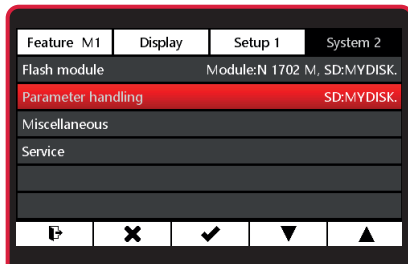 Feature M1 Display Setup 1 System 2
Flash module Module:N 1702 M, SD:MYDISK.
Parameter handling SD:MYDISK.
Miscellaneous
Service